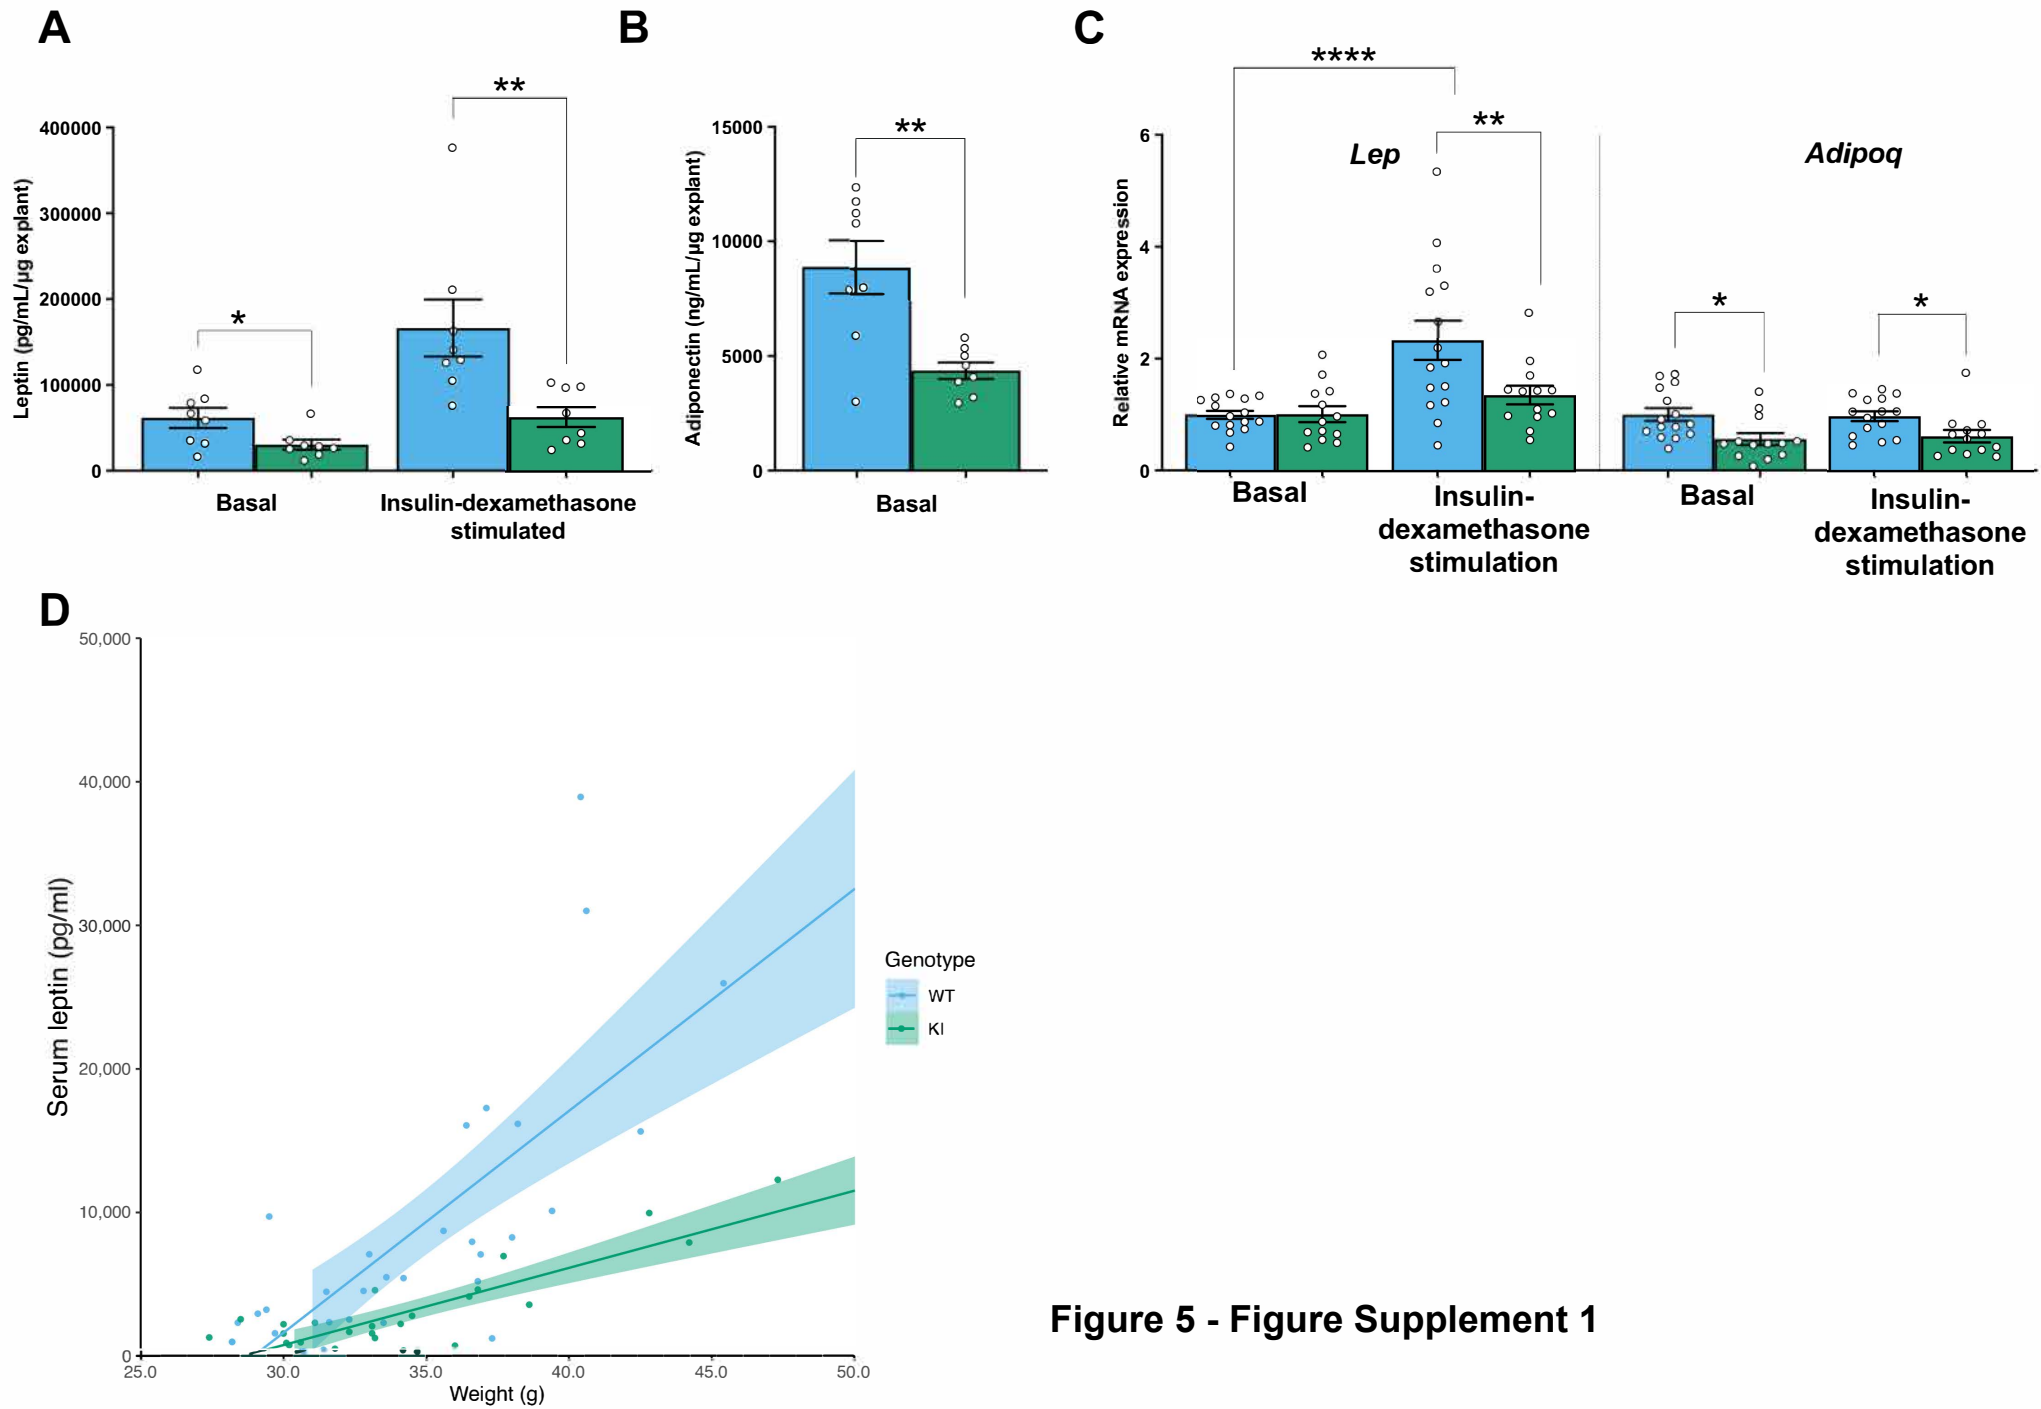 A
B
C
Leptin (pg/mL/µg explant)
400000
300000
200000
100000
0
*
**
Basal
Insulin-dexamethasone
stimulated
Adiponectin (ng/mL/µg explant)
15000
10000
5000
0
**
Basal
Relative mRNA expression
6
4
2
0
****
**
Lep
Adipoq
*
*
Basal
Insulin-
dexamethasone
stimulation
Basal
Insulin-
dexamethasone
stimulation
D
Serum leptin (pg/ml)
50,000
40,000
30,000
20,000
10,000
0
25.0
30.0
35.0
40.0
45.0
50.0
Weight (g)
Genotype
WT
KI
Figure 5 - Figure Supplement 1